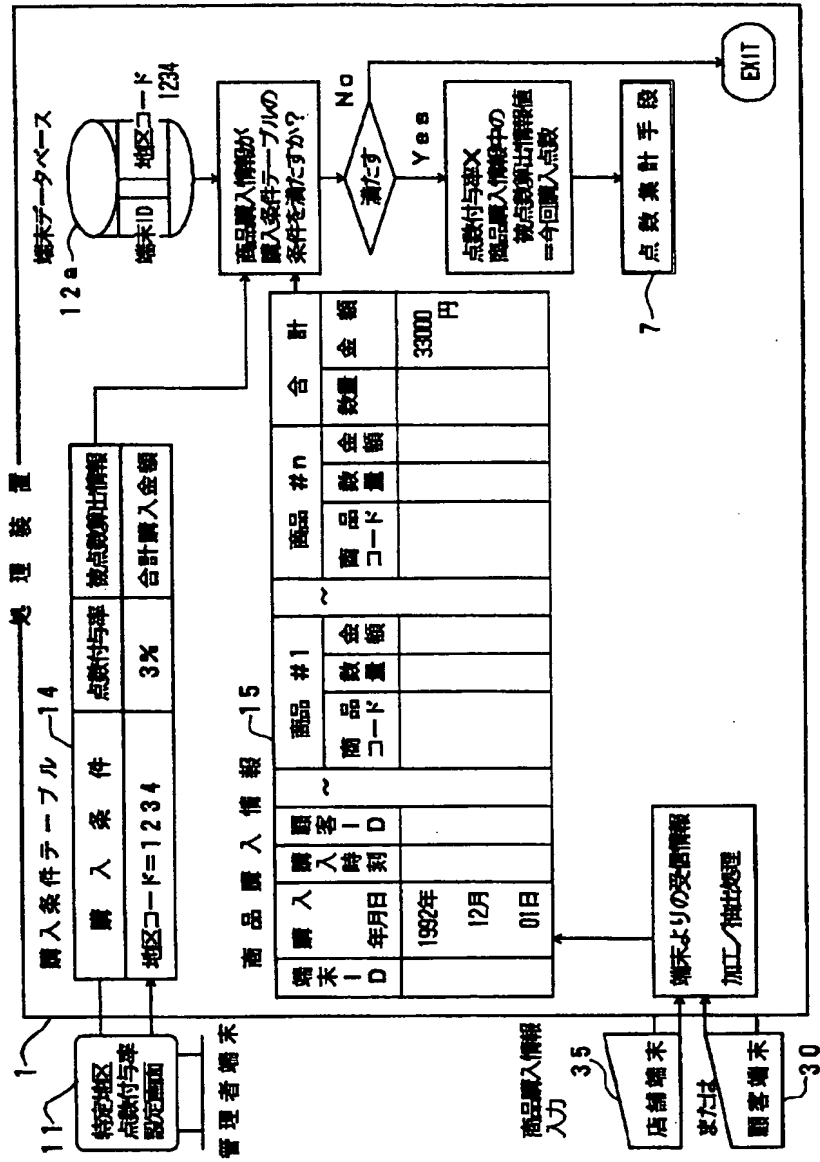 処理装置
1
11
特定地区
点数付与率
設定画面
管理者端末
購入条件テーブル 14
購入条件 点数付与率 被点数算出情報
地区コード=1234 3% 合計購入金額
端末データベース
12a
端末ID 地区コード
1234
商品購入情報が
購入条件テーブルの
条件を満たすか?
満たす
No
Yes
点数付与率×
商品購入情報中の
被点数算出情報値
=今回購入点数
点数集計手段
7
EXIT
商品購入情報 15
端末ID 購入年月日 購入時刻 顧客ID ~ 商品 #1 ~ 商品 #n 合計
商品コード 数量 金額 商品コード 数量 金額 数量 金額
1992年
12月
01日
33000
円
商品購入情報
入力
店舗端末
35
または
顧客端末
30
端末よりの受信情報
加工/抽出処理